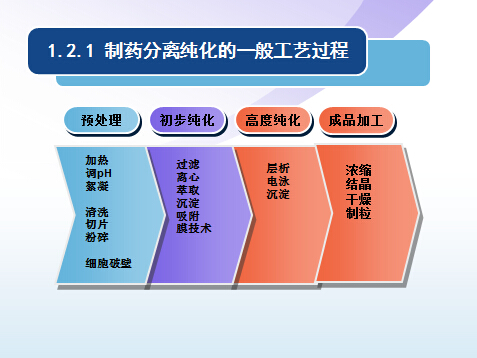 1.2.1 制药分离纯化的一般工艺过程
预处理
初步纯化
高度纯化
成品加工
加热
调pH
絮凝
清洗
切片
粉碎
细胞破壁
过滤
离心
萃取
沉淀
吸附
膜技术
层析
电泳
沉淀
浓缩
结晶
干燥
制粒